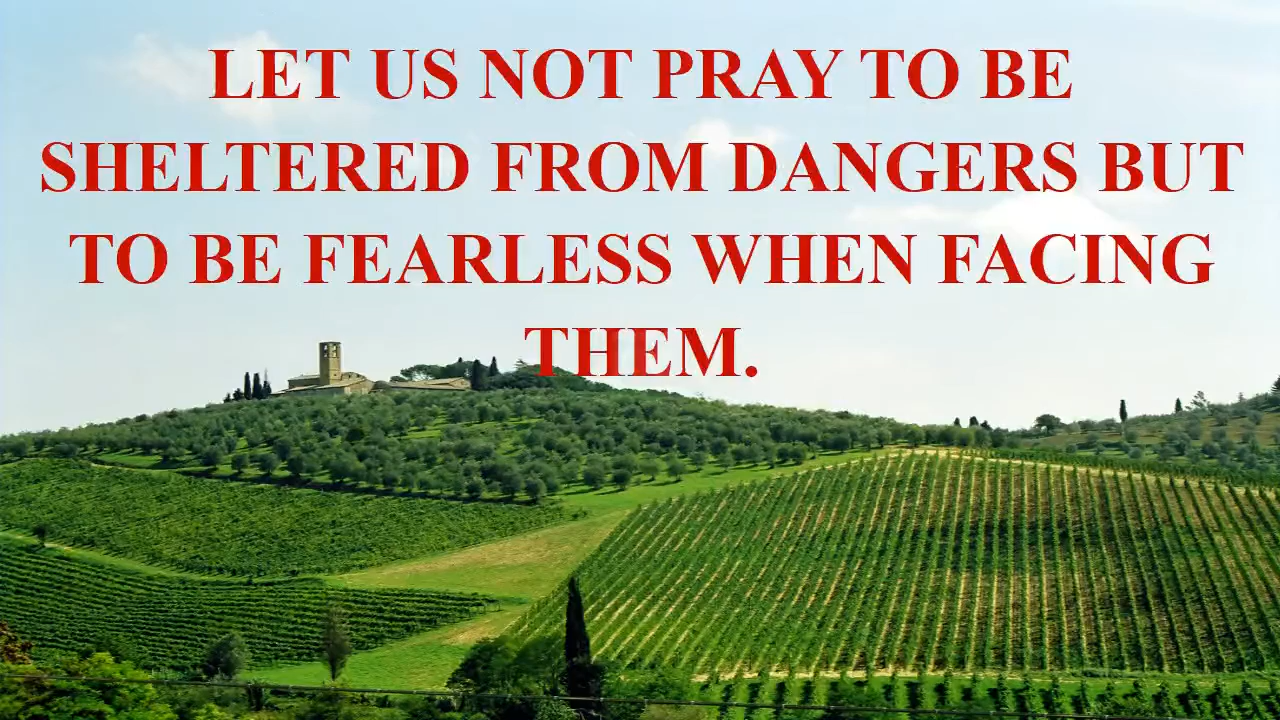 LET US NOT PRAY TO BE
SHELTERED FROM DANGERS BUT
TO BE FEARLESS WHEN FACING
THEM.